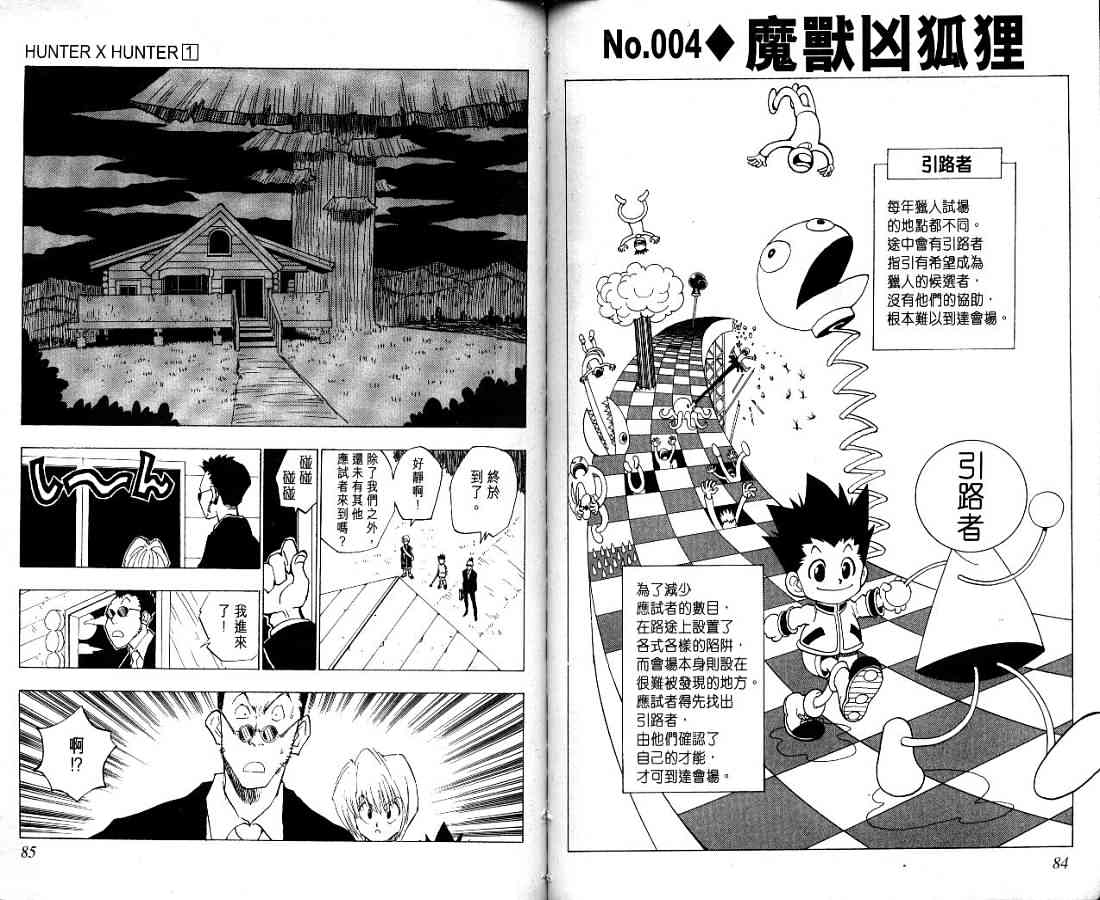 No.004◆魔獸凶狐狸
引路者
每年獵人試場
的地點都不同。
途中會有引路者
指引有希望成為
獵人的候選者，
沒有他們的協助，
根本難以到達會場。
引路者
為了減少
應試者的數目，
在路途上設置了
各式各樣的陷阱，
而會場本身則設在
很難被發現的地方。
應試者得先找出
引路者，
由他們確認了
自己的才能，
才可到達會場。
84
HUNTER X HUNTER 1
終於
到了。
好靜啊！
除了我們之外，
還未有其他
應試者來到嗎？
碰碰
碰碰
し～ん
我進來
了！
啊!?
85